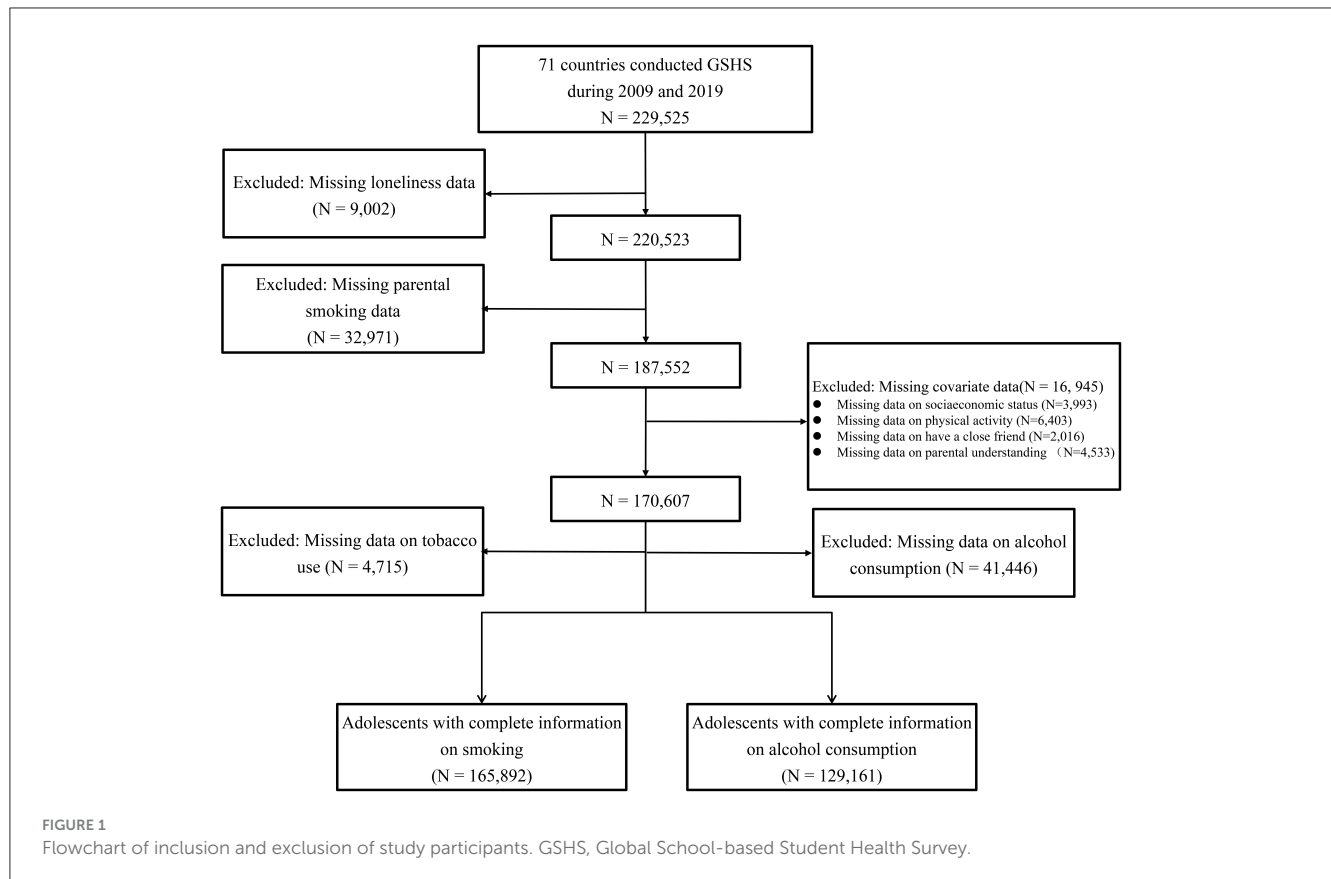 71 countries conducted GSHS
during 2009 and 2019
N = 229,525
Excluded: Missing loneliness data
(N = 9,002)
N = 220,523
Excluded: Missing parental
smoking data
(N = 32,971)
N = 187,552
Excluded: Missing covariate data(N = 16, 945)
● Missing data on sociaeconomic status (N=3,993)
● Missing data on physical activity (N=6,403)
● Missing data on have a close friend (N=2,016)
● Missing data on parental understanding （N=4,533)
N = 170,607
Excluded: Missing data on tobacco
use (N = 4,715)
Excluded: Missing data on alcohol
consumption (N = 41,446)
Adolescents with complete information
on smoking
(N = 165,892)
Adolescents with complete information
on alcohol consumption
(N = 129,161)
FIGURE 1
Flowchart of inclusion and exclusion of study participants. GSHS, Global School-based Student Health Survey.